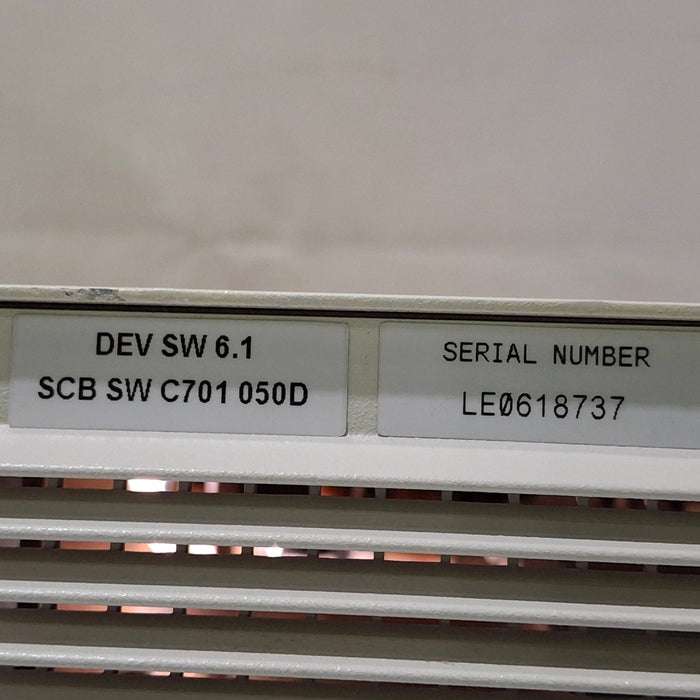 DEV SW 6.1
SCB SW C701 050D
SERIAL NUMBER
LE0618737